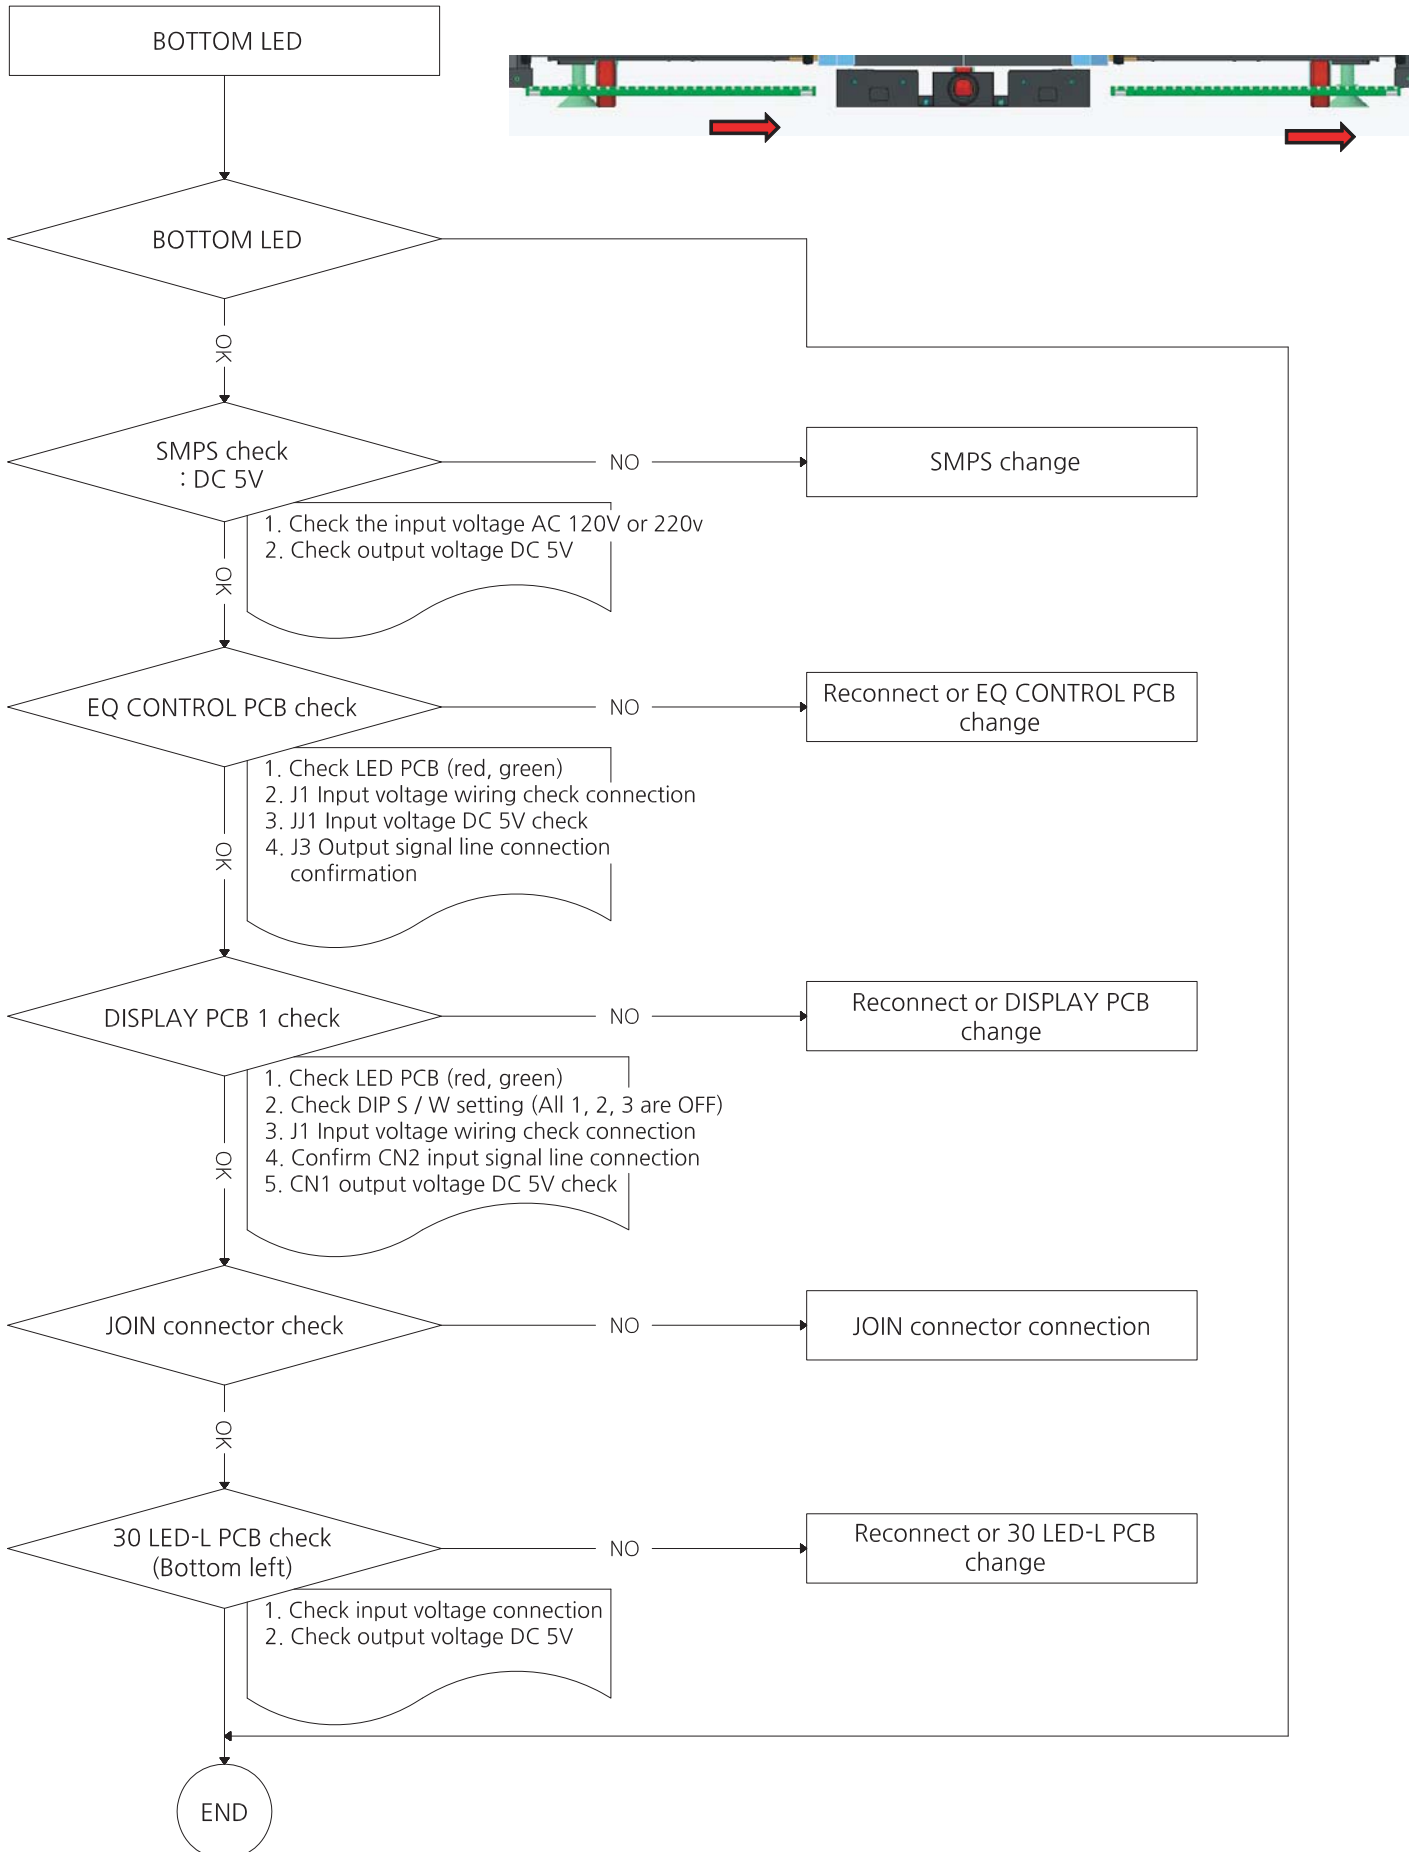 BOTTOM LED
BOTTOM LED
OK
SMPS check
: DC 5V
NO
SMPS change
1. Check the input voltage AC 120V or 220v
2. Check output voltage DC 5V
OK
EQ CONTROL PCB check
NO
Reconnect or EQ CONTROL PCB
change
1. Check LED PCB (red, green)
2. J1 Input voltage wiring check connection
3. JJ1 Input voltage DC 5V check
4. J3 Output signal line connection
confirmation
OK
DISPLAY PCB 1 check
NO
Reconnect or DISPLAY PCB
change
1. Check LED PCB (red, green)
2. Check DIP S / W setting (All 1, 2, 3 are OFF)
3. J1 Input voltage wiring check connection
4. Confirm CN2 input signal line connection
5. CN1 output voltage DC 5V check
OK
JOIN connector check
NO
JOIN connector connection
OK
30 LED-L PCB check
(Bottom left)
NO
Reconnect or 30 LED-L PCB
change
1. Check input voltage connection
2. Check output voltage DC 5V
END